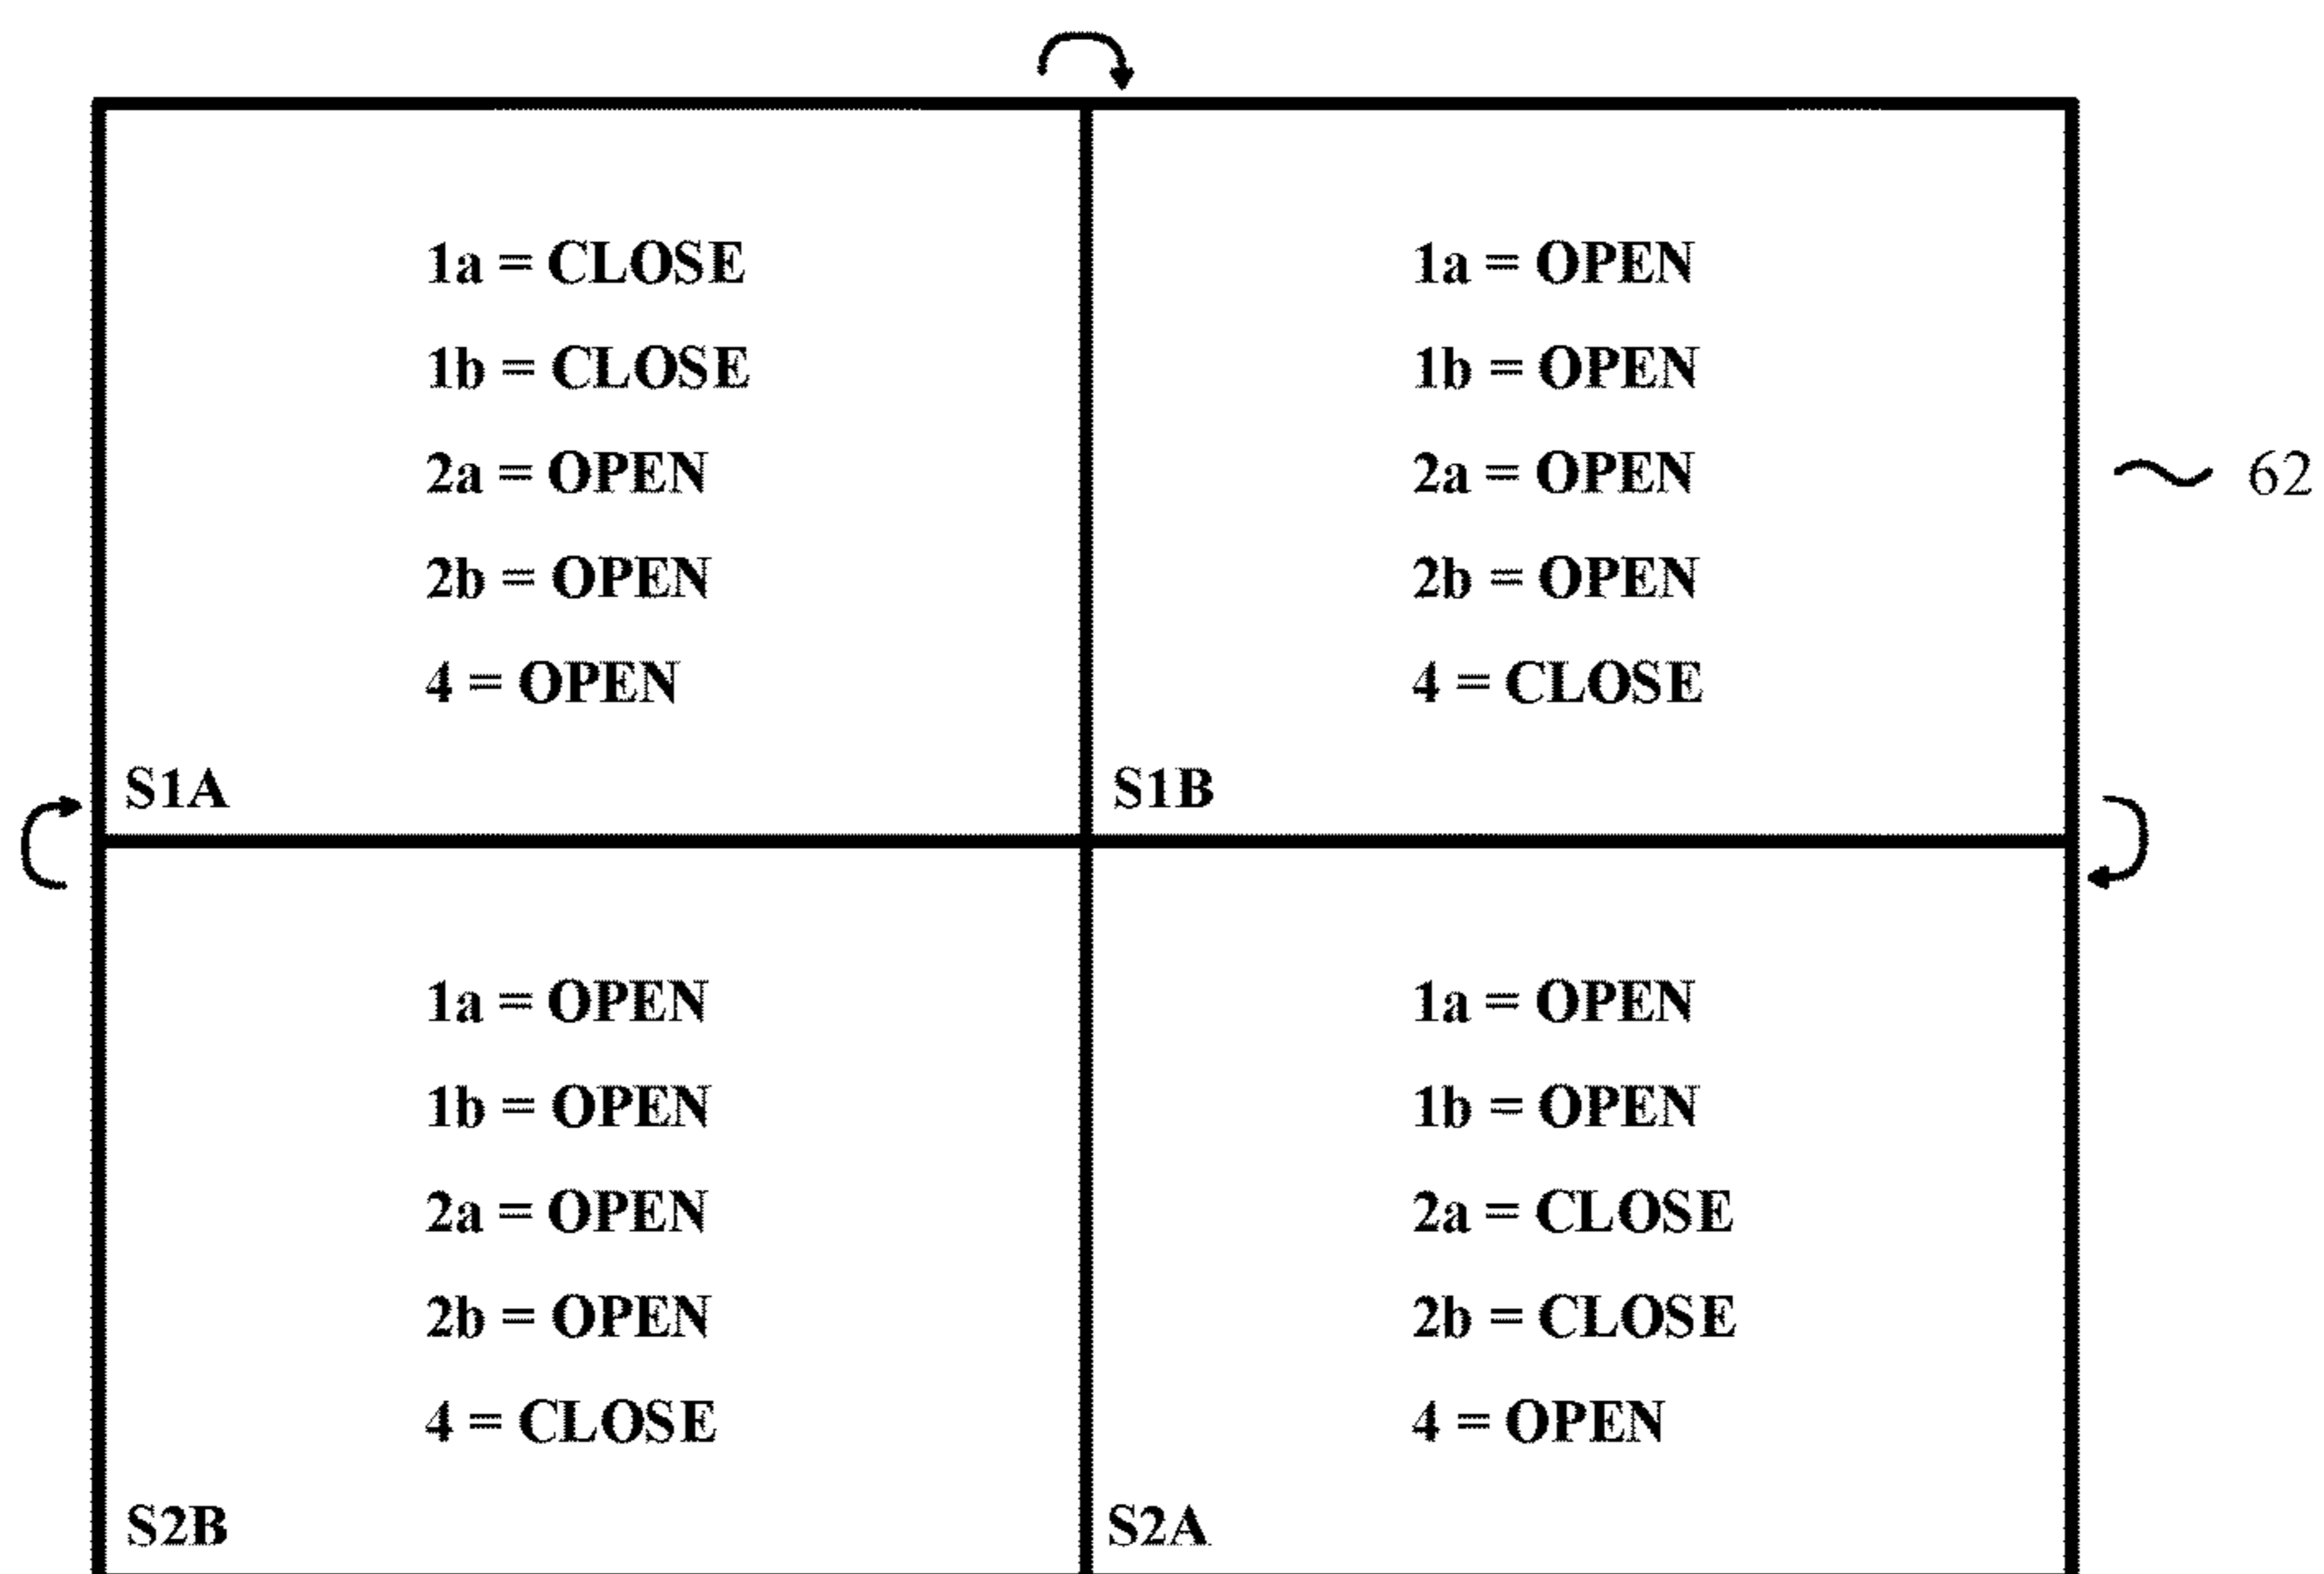 1a = CLOSE
1b = CLOSE
2a = OPEN
2b = OPEN
4 = OPEN
S1A
1a = OPEN
1b = OPEN
2a = OPEN
2b = OPEN
4 = CLOSE
S1B
62
1a = OPEN
1b = OPEN
2a = OPEN
2b = OPEN
4 = CLOSE
S2B
1a = OPEN
1b = OPEN
2a = CLOSE
2b = CLOSE
4 = OPEN
S2A